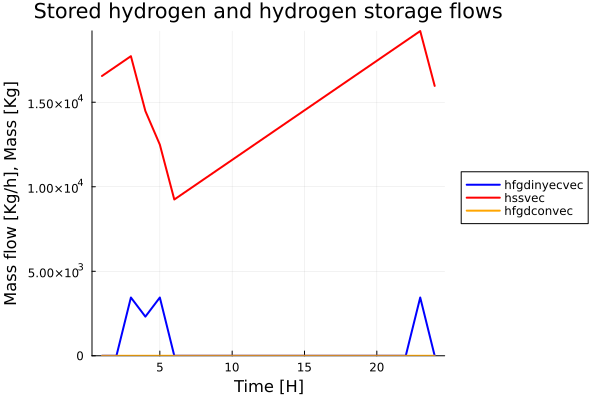 Stored hydrogen and hydrogen storage flows
Mass flow [Kg/h], Mass [Kg]
1.50×10⁴
1.00×10⁴
5.00×10³
0
5
10
15
20
Time [H]
hfgdinyecvec
hssvec
hfgdconvec